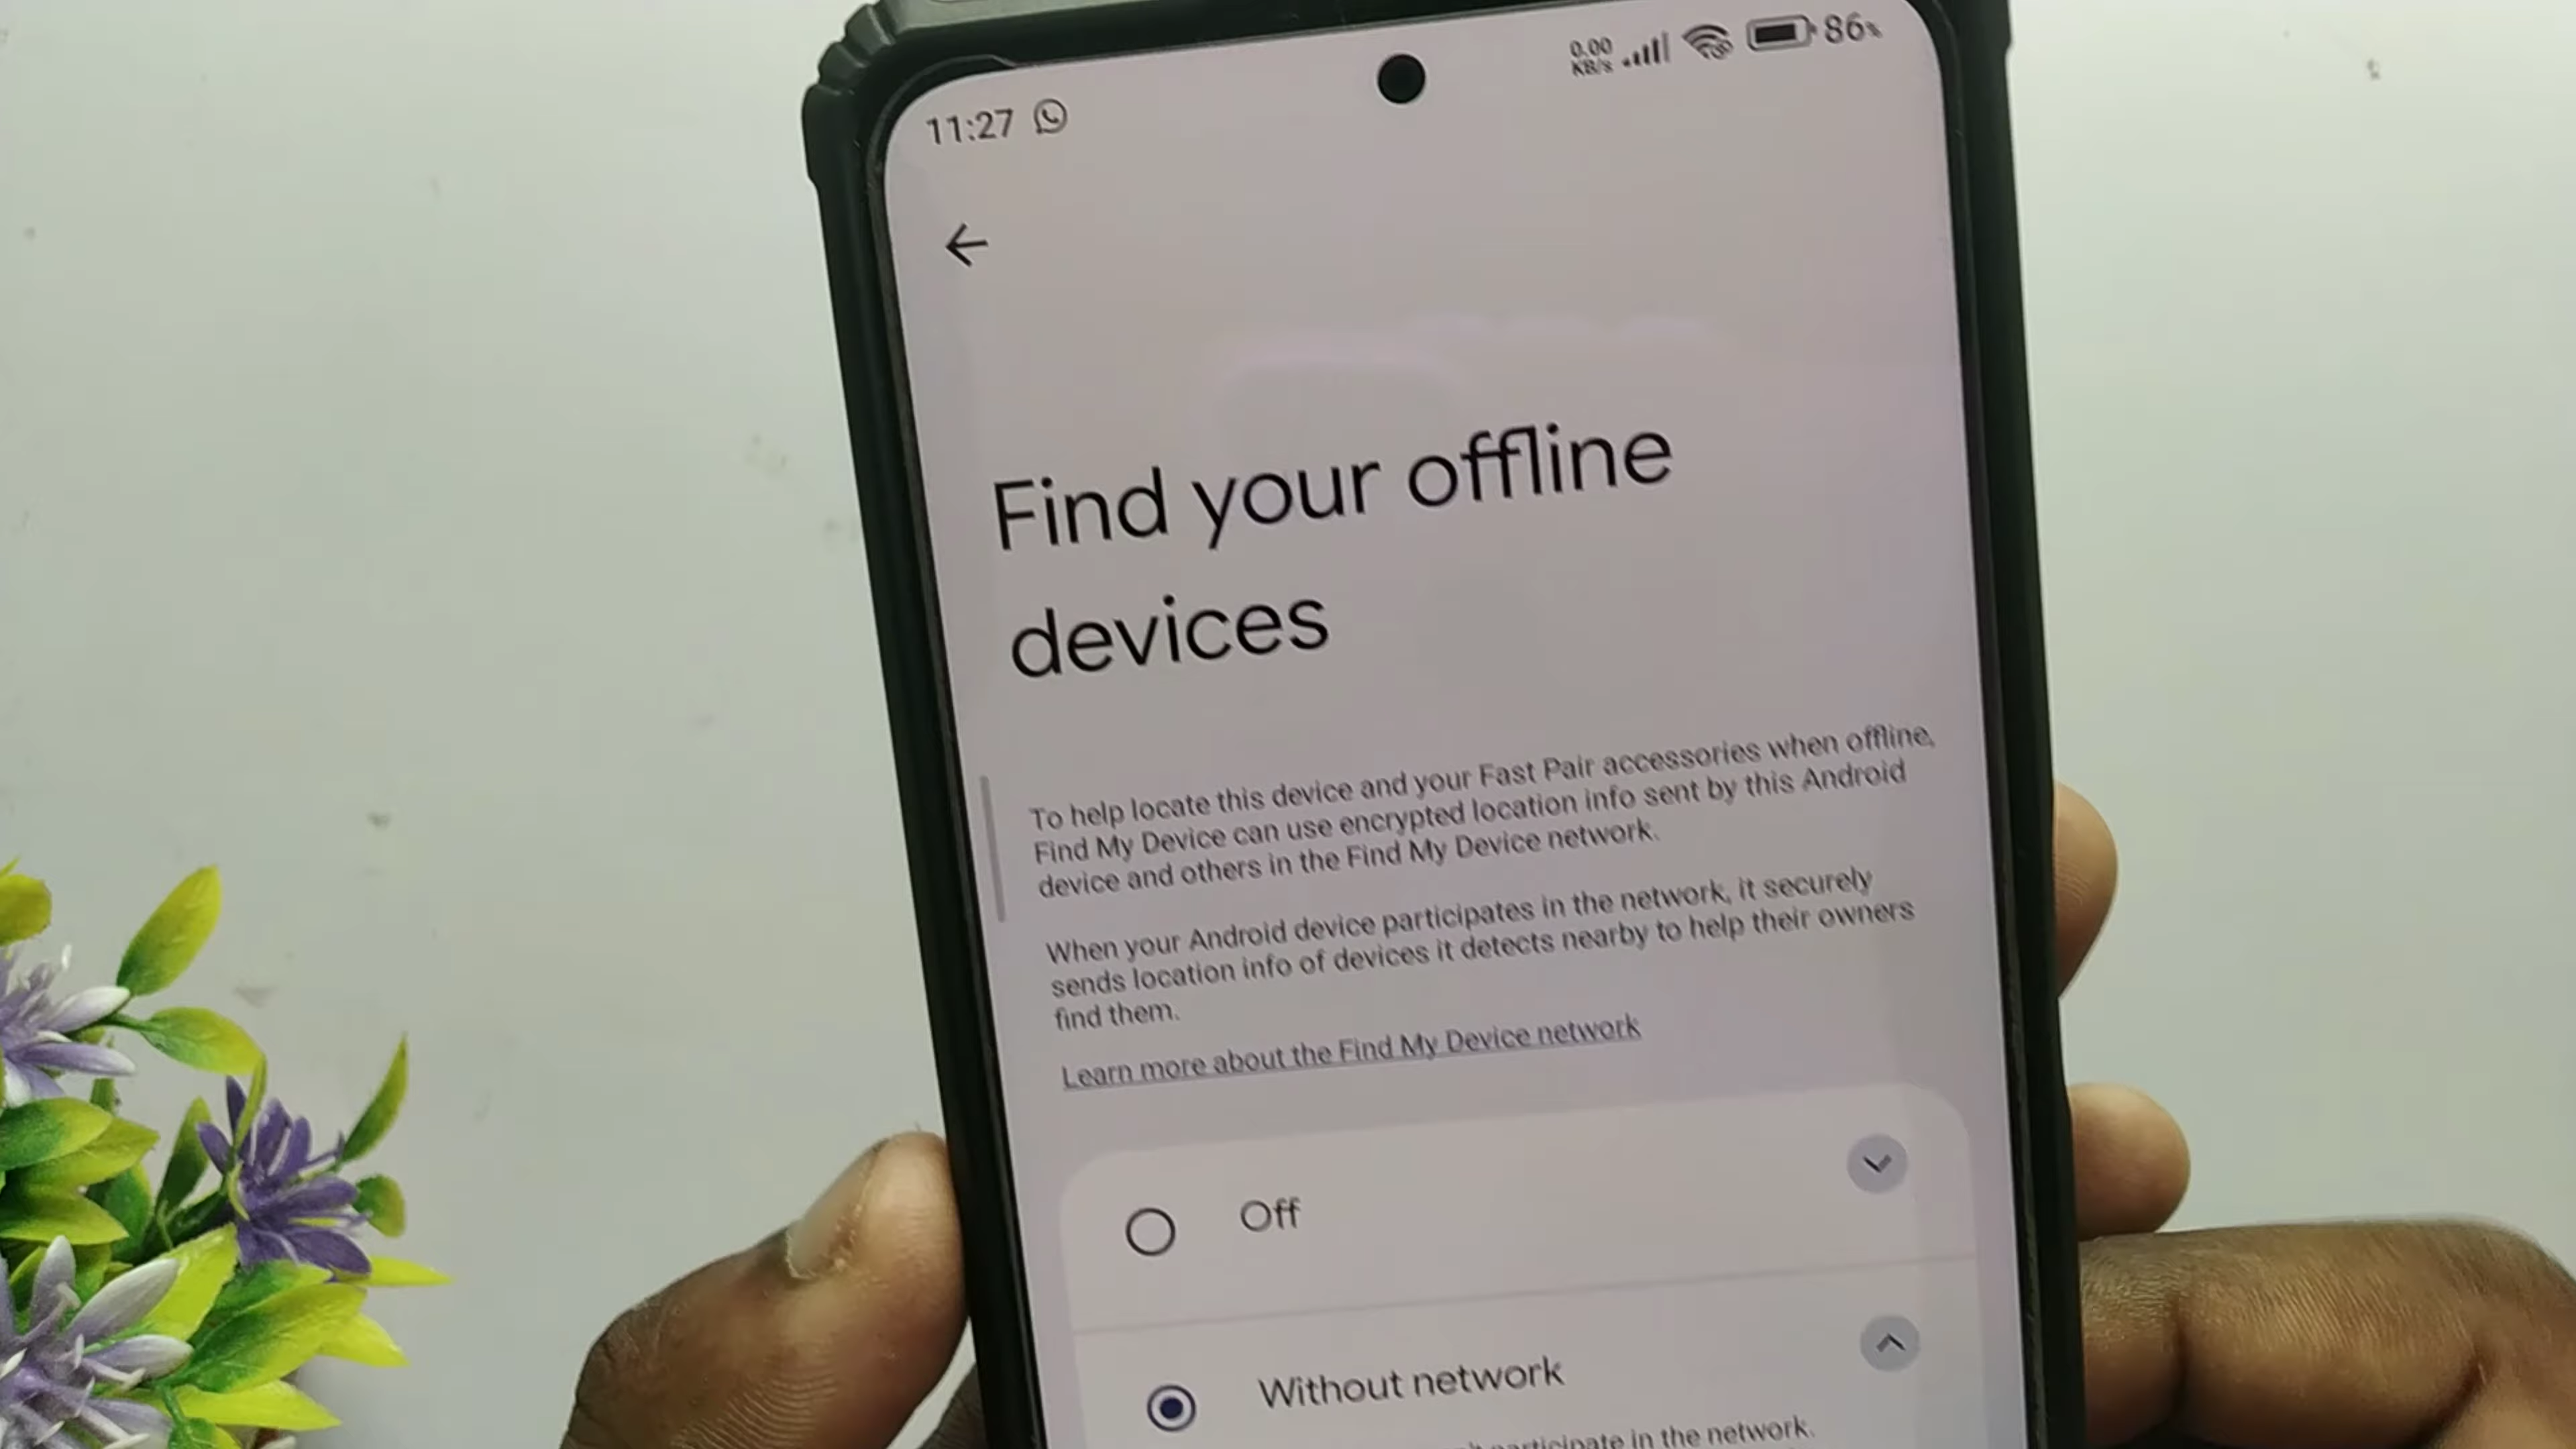 11:27
0.00
KB/s
86%
Find your offline
devices
To help locate this device and your Fast Pair accessories when offline,
Find My Device can use encrypted location info sent by this Android
device and others in the Find My Device network.
When your Android device participates in the network, it securely
sends location info of devices it detects nearby to help their owners
find them.
Learn more about the Find My Device network
Off
Without network
participate in the network.